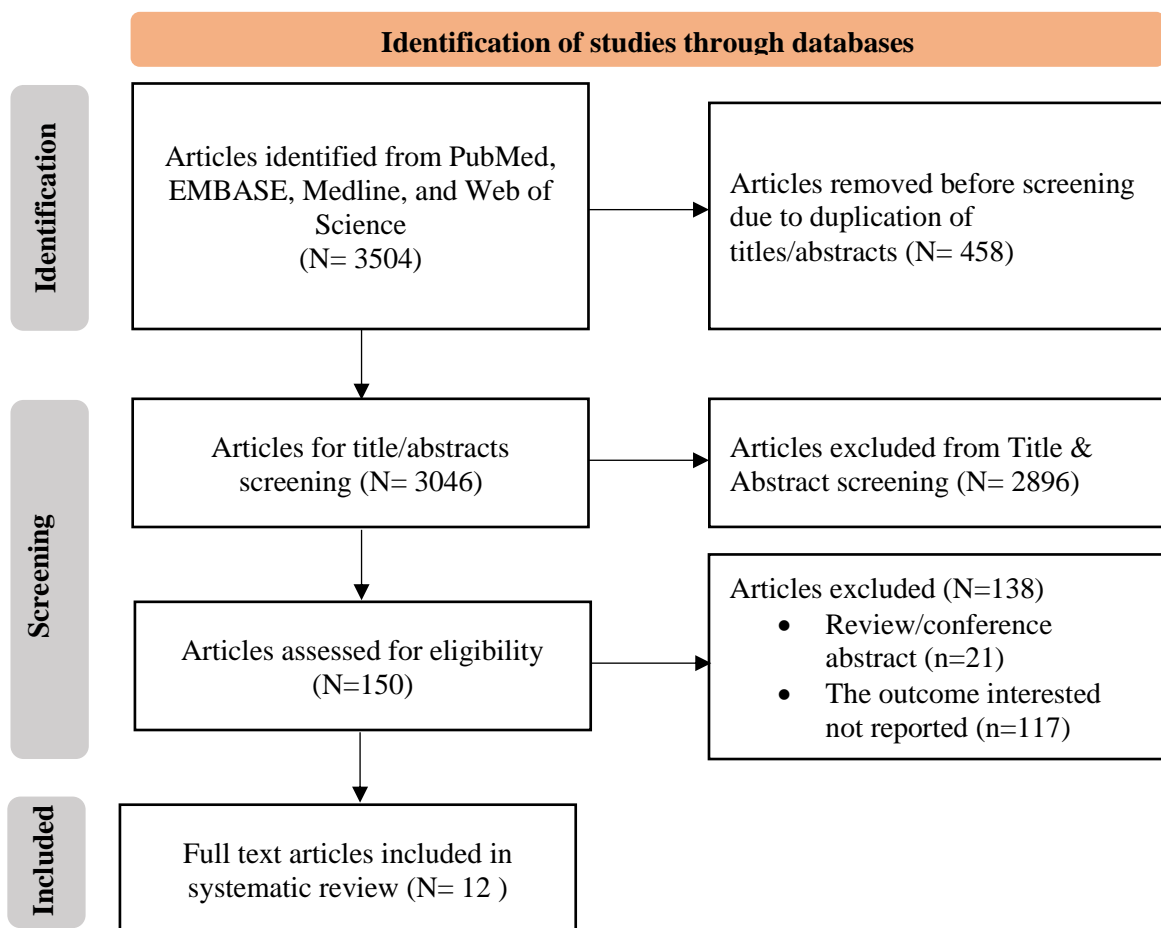 Identification of studies through databases
Identification
Articles identified from PubMed,
EMBASE, Medline, and Web of
Science
(N= 3504)
Articles removed before screening
due to duplication of
titles/abstracts (N= 458)
Screening
Articles for title/abstracts
screening (N= 3046)
Articles excluded from Title &
Abstract screening (N= 2896)
Articles assessed for eligibility
(N=150)
Articles excluded (N=138)
• Review/conference
abstract (n=21)
• The outcome interested
not reported (n=117)
Included
Full text articles included in
systematic review (N= 12 )